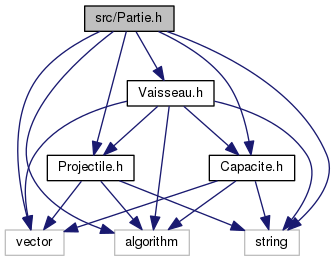 src/Partie.h
Vaisseau.h
Projectile.h
Capacite.h
vector
algorithm
string